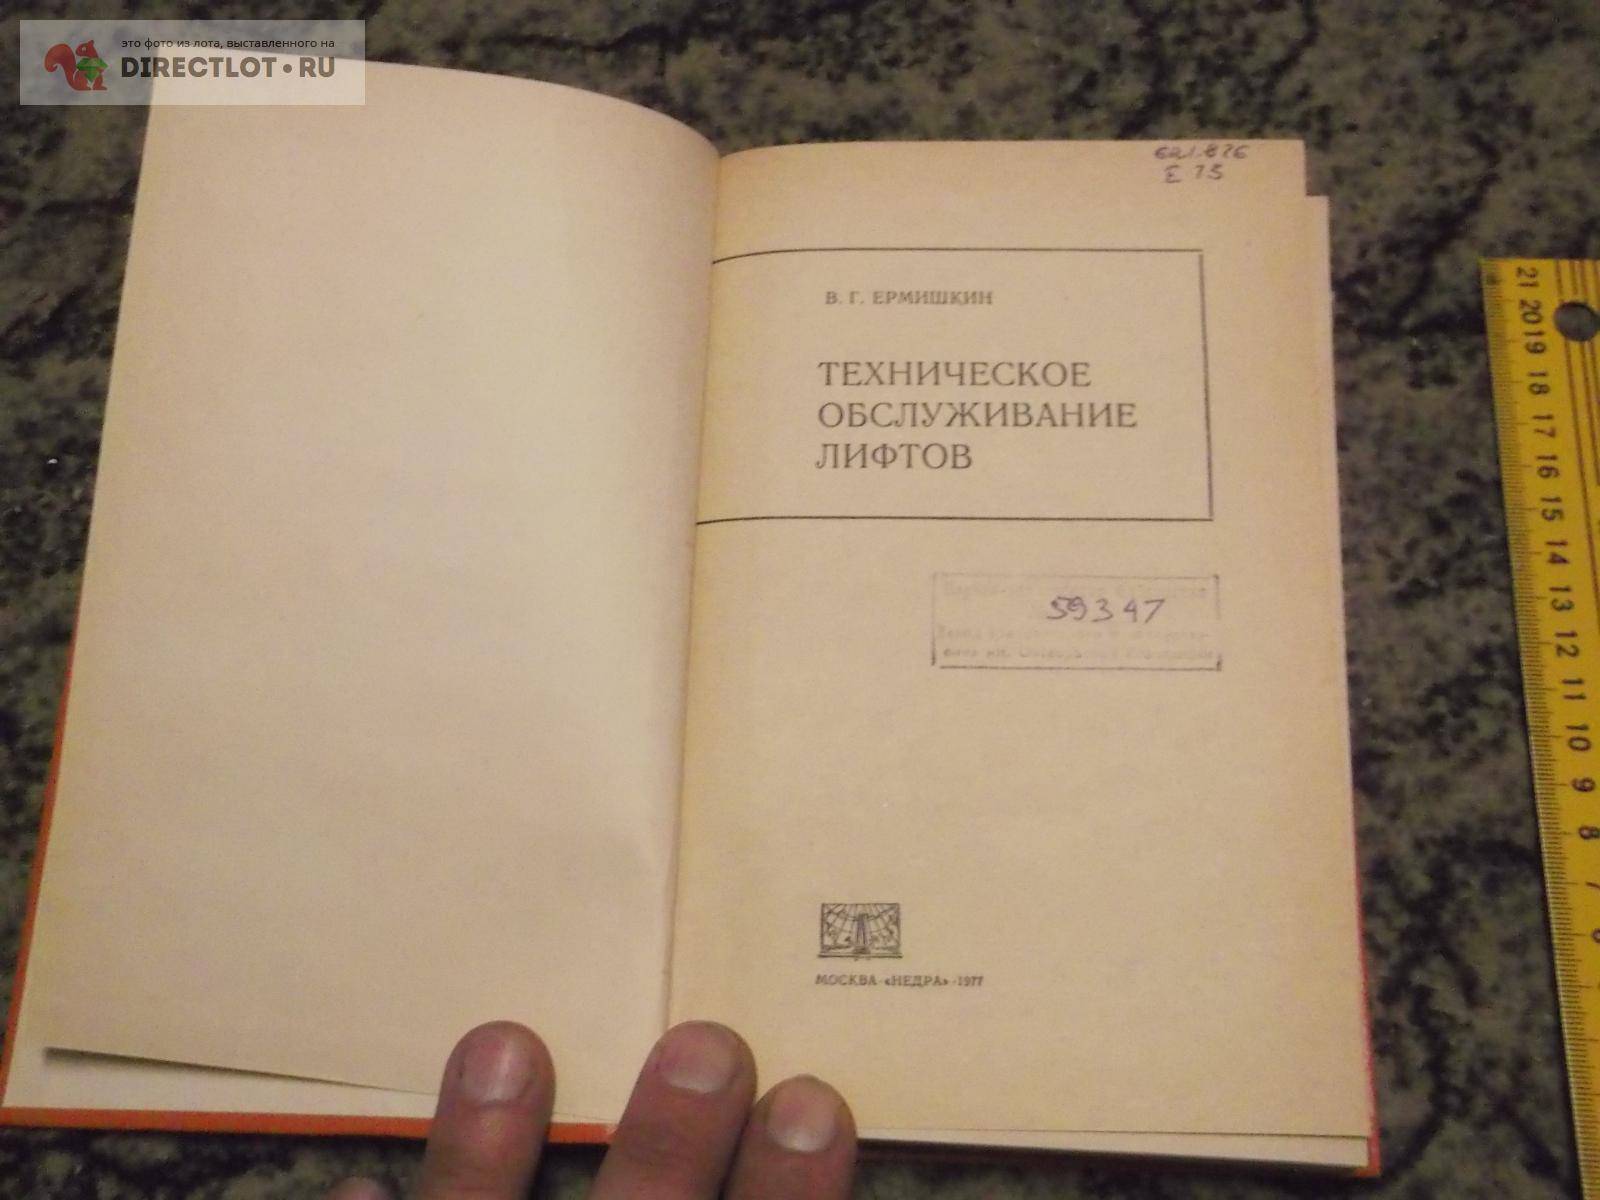 это фото из лота, выставленного на
DIRECTLOT•RU
621.876
Е 75
В. Г. ЕРМИШКИН
ТЕХНИЧЕСКОЕ
ОБСЛУЖИВАНИЕ
ЛИФТОВ
59347
МОСКВА·«НЕДРА»·1977
21 20 19 18 17 16 15 14 13 12 11 10 9 8 7